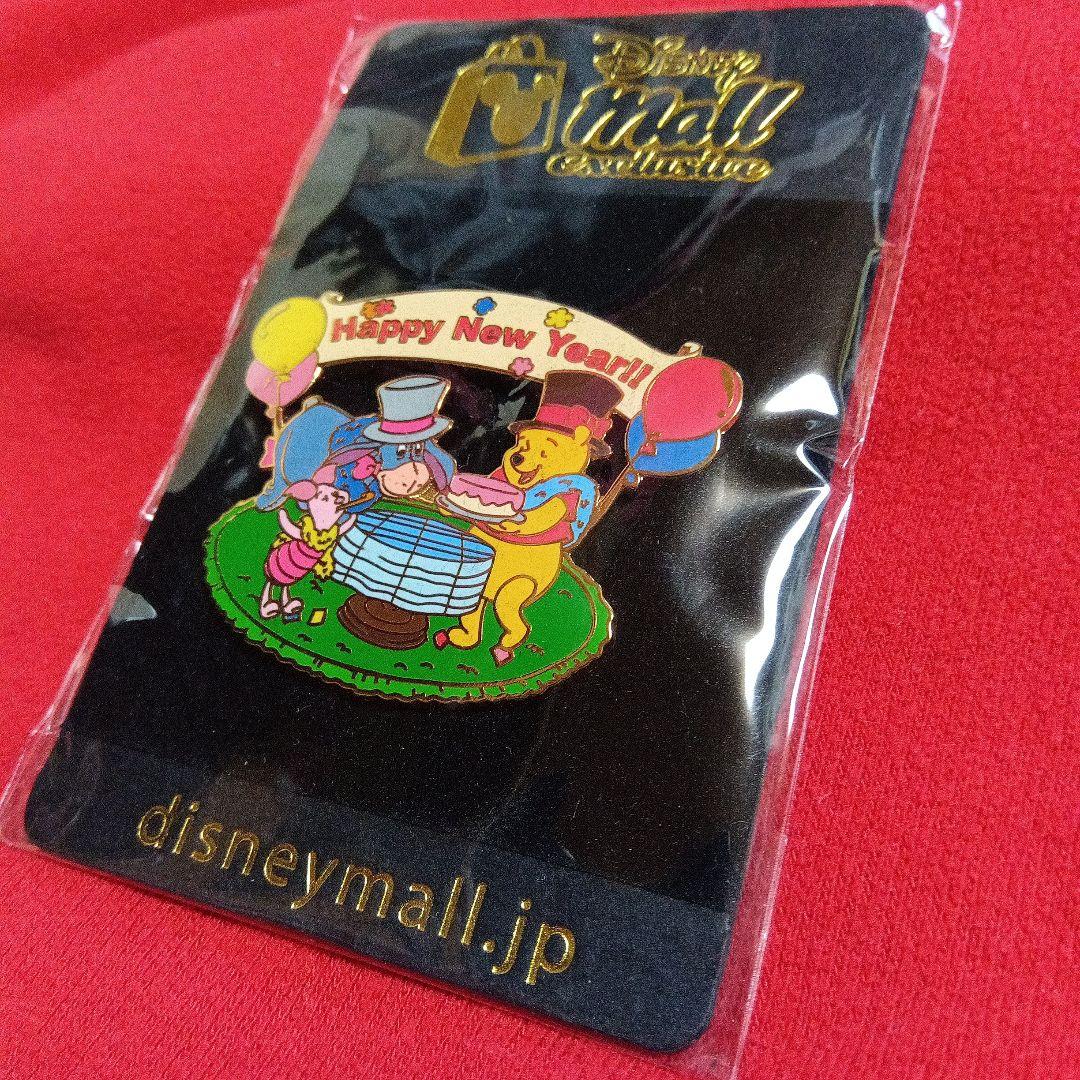 Disney
Mall
exclusive
Happy New Year!!
disneymall.jp